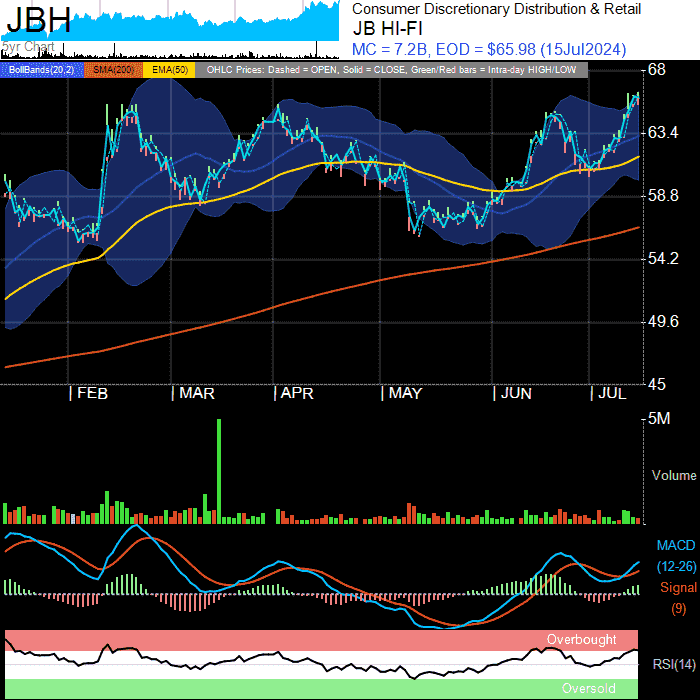 JBH
5yr Chart
Consumer Discretionary Distribution & Retail
JB HI-FI
MC = 7.2B, EOD = $65.98 (15Jul2024)
BollBands(20,2) SMA(200) EMA(50) OHLC Prices: Dashed = OPEN, Solid = CLOSE, Green/Red bars = Intra-day HIGH/LOW
68
63.4
58.8
54.2
49.6
45
| FEB | MAR | APR | MAY | JUN | JUL
5M
Volume
MACD
(12-26)
Signal
(9)
Overbought
RSI(14)
Oversold